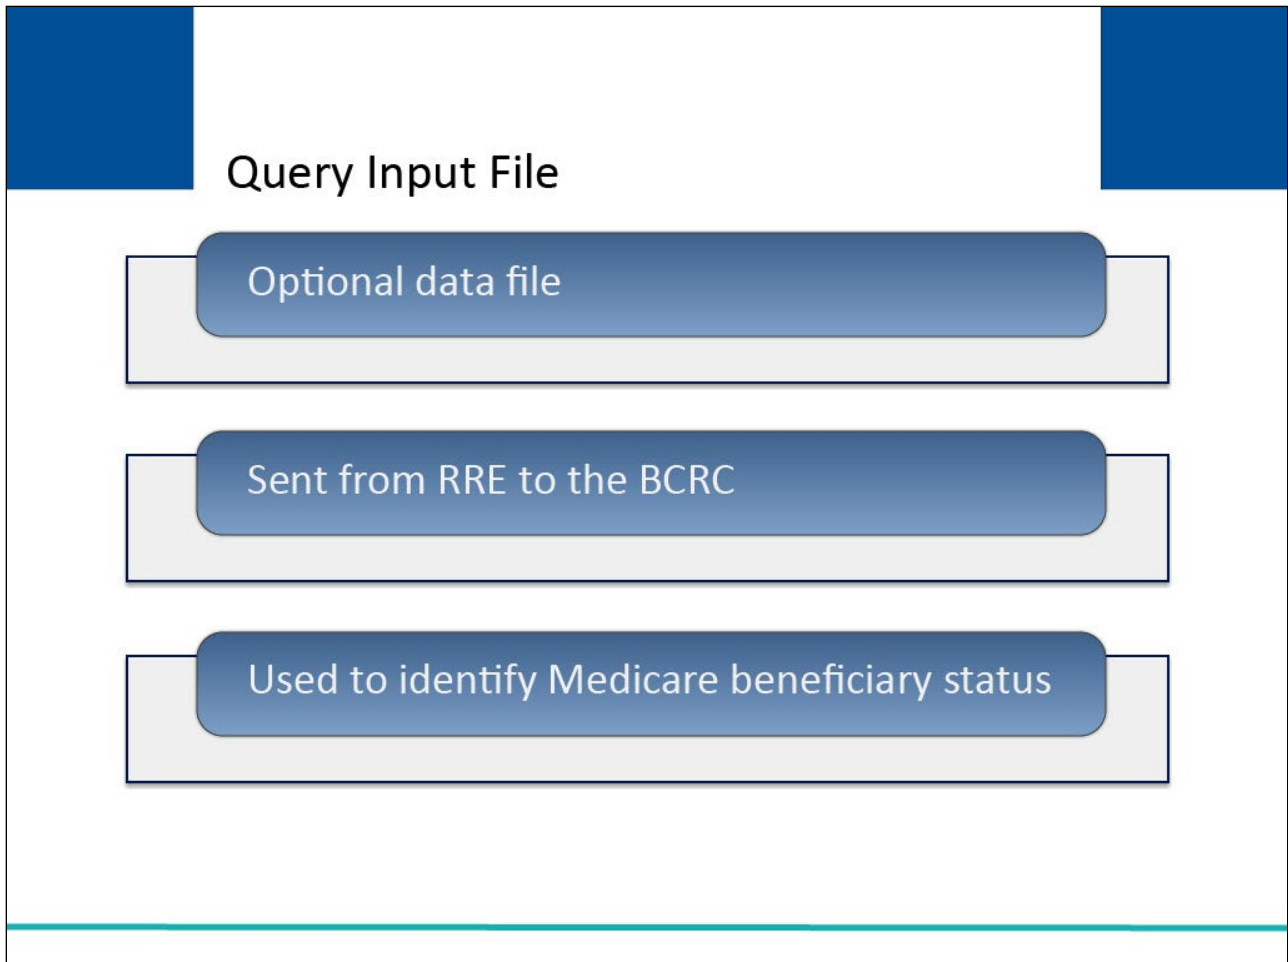 Query Input File
Optional data file
Sent from RRE to the BCRC
Used to identify Medicare beneficiary status